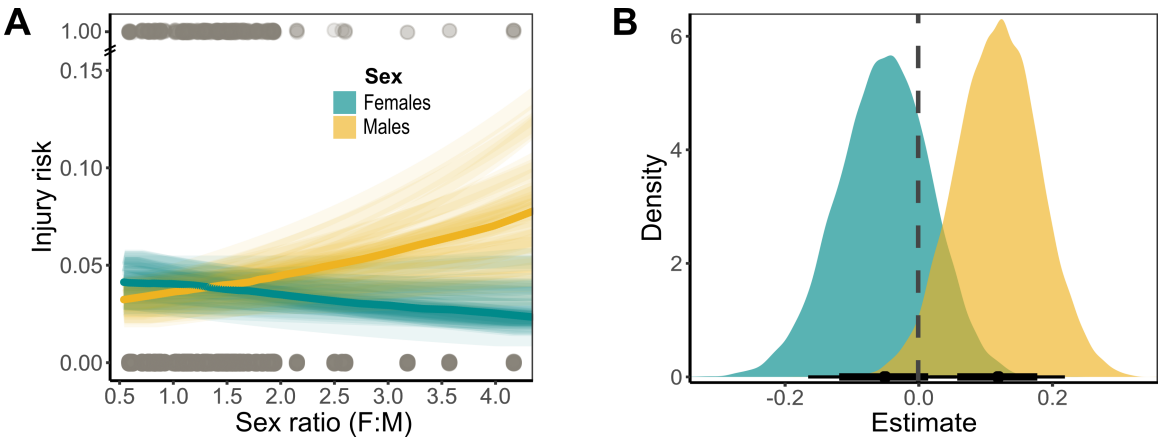 A
Injury risk
1.00
0.15
0.10
0.05
0.00
Sex
Females
Males
0.5 1.0 1.5 2.0 2.5 3.0 3.5 4.0
Sex ratio (F:M)
B
Density
6
4
2
0
-0.2 0.0 0.2
Estimate